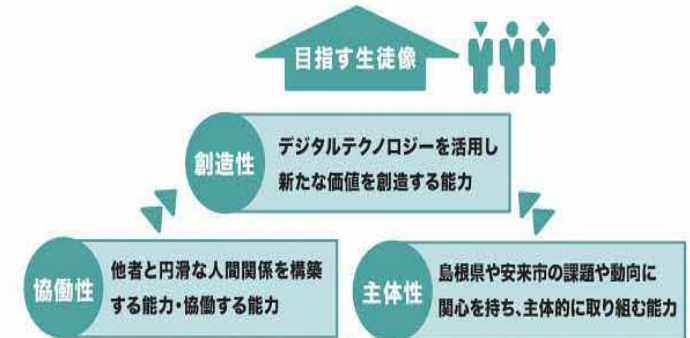 目指す生徒像
創造性
デジタルテクノロジーを活用し
新たな価値を創造する能力
協働性
他者と円滑な人間関係を構築
する能力・協働する能力
主体性
島根県や安来市の課題や動向に
関心を持ち、主体的に取り組む能力